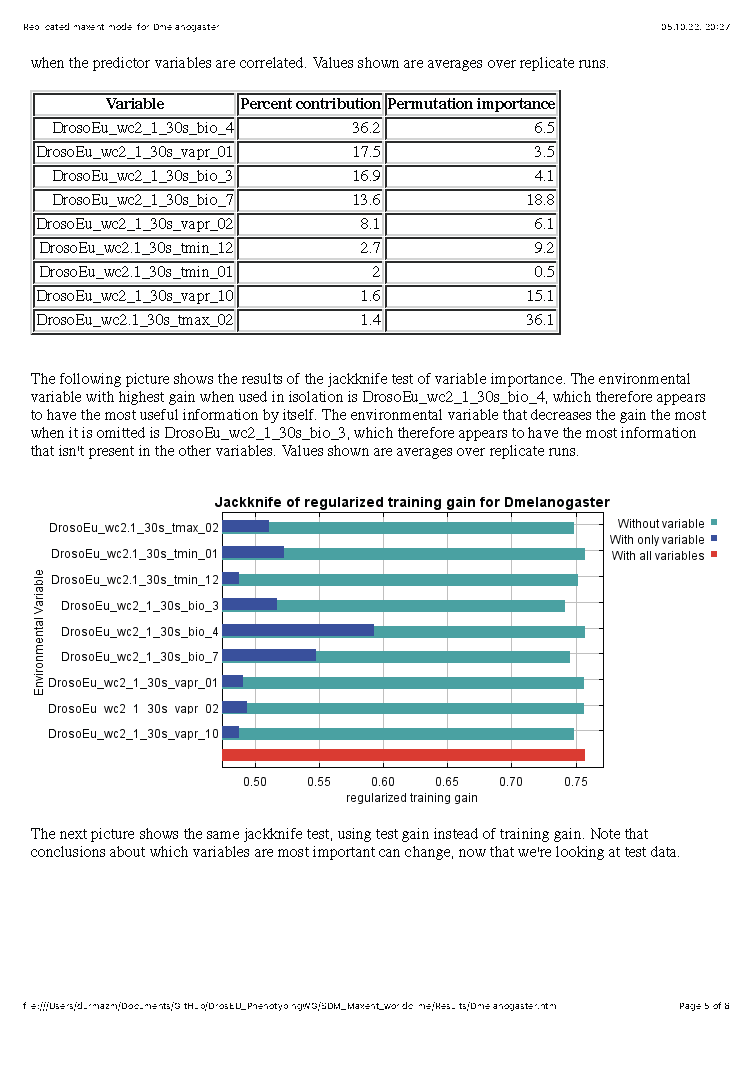 Replicated maxent model for Dmelanogaster 05.10.22, 20:27
when the predictor variables are correlated. Values shown are averages over replicate runs.
Variable Percent contribution Permutation importance
DrosoEu_wc2_1_30s_bio_4 36.2 6.5
DrosoEu_wc2_1_30s_vapr_01 17.5 3.5
DrosoEu_wc2_1_30s_bio_3 16.9 4.1
DrosoEu_wc2_1_30s_bio_7 13.6 18.8
DrosoEu_wc2_1_30s_vapr_02 8.1 6.1
DrosoEu_wc2.1_30s_tmin_12 2.7 9.2
DrosoEu_wc2.1_30s_tmin_01 2 0.5
DrosoEu_wc2_1_30s_vapr_10 1.6 15.1
DrosoEu_wc2.1_30s_tmax_02 1.4 36.1
The following picture shows the results of the jackknife test of variable importance. The environmental
variable with highest gain when used in isolation is DrosoEu_wc2_1_30s_bio_4, which therefore appears
to have the most useful information by itself. The environmental variable that decreases the gain the most
when it is omitted is DrosoEu_wc2_1_30s_bio_3, which therefore appears to have the most information
that isn't present in the other variables. Values shown are averages over replicate runs.
Jackknife of regularized training gain for Dmelanogaster
Environmental Variable
DrosoEu_wc2.1_30s_tmax_02
DrosoEu_wc2.1_30s_tmin_01
DrosoEu_wc2.1_30s_tmin_12
DrosoEu_wc2_1_30s_bio_3
DrosoEu_wc2_1_30s_bio_4
DrosoEu_wc2_1_30s_bio_7
DrosoEu_wc2_1_30s_vapr_01
DrosoEu_wc2_1_30s_vapr_02
DrosoEu_wc2_1_30s_vapr_10
Without variable
With only variable
With all variables
0.50 0.55 0.60 0.65 0.70 0.75
regularized training gain
The next picture shows the same jackknife test, using test gain instead of training gain. Note that
conclusions about which variables are most important can change, now that we're looking at test data.
file:///Users/durmazm/Documents/GitHub/DrosEU_PhenotypingWG/SDM_Maxent_worldclime/Results/Dmelanogaster.html Page 5 of 8